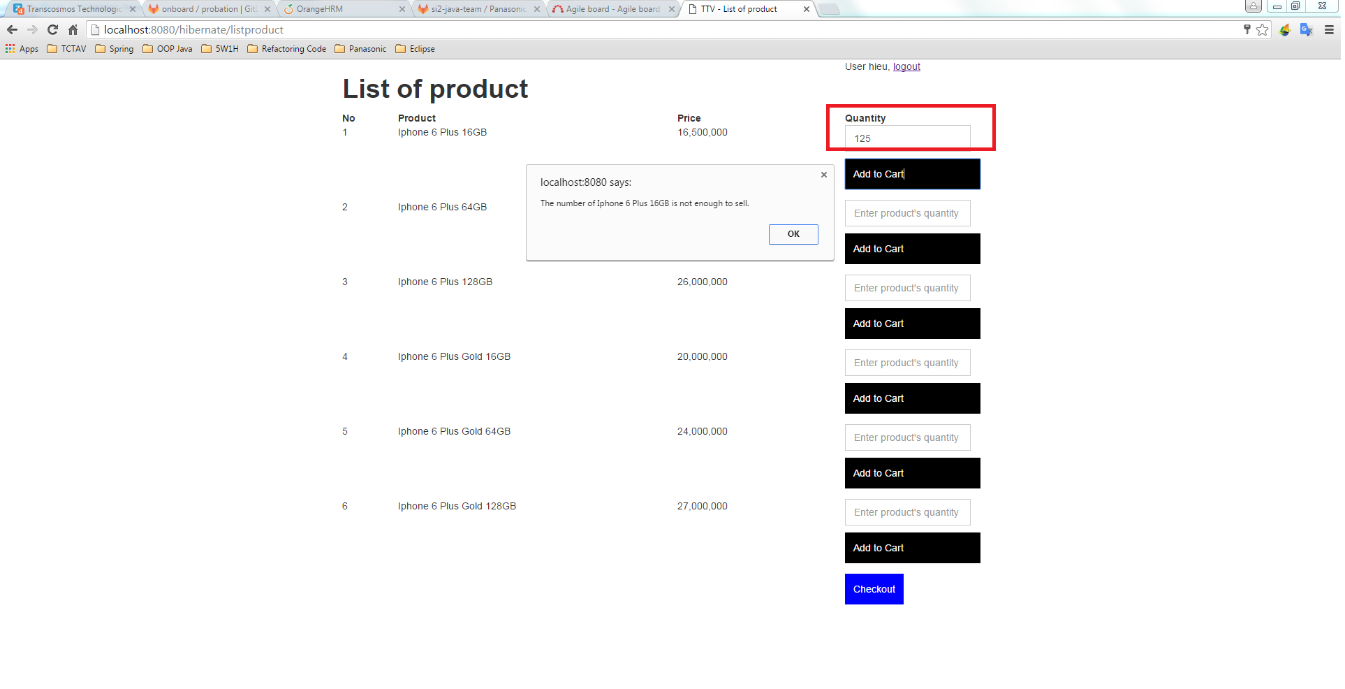 Transcosmos Technologic
onboard / probation | Git
OrangeHRM
si2-java-team / Panasonic
Agile board - Agile board
TTV - List of product
localhost:8080/hibernate/listproduct
Apps TCTAV Spring OOP Java 5W1H Refactoring Code Panasonic Eclipse
User hieu, logout
List of product
No Product Price Quantity
1 Iphone 6 Plus 16GB 16,500,000 125
Add to Cart
localhost:8080 says:
The number of Iphone 6 Plus 16GB is not enough to sell.
OK
2 Iphone 6 Plus 64GB Enter product's quantity
Add to Cart
3 Iphone 6 Plus 128GB 26,000,000 Enter product's quantity
Add to Cart
4 Iphone 6 Plus Gold 16GB 20,000,000 Enter product's quantity
Add to Cart
5 Iphone 6 Plus Gold 64GB 24,000,000 Enter product's quantity
Add to Cart
6 Iphone 6 Plus Gold 128GB 27,000,000 Enter product's quantity
Add to Cart
Checkout